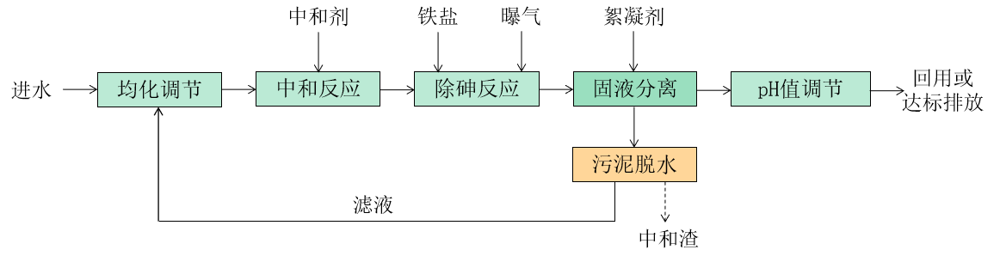 中和剂
铁盐
曝气
絮凝剂
进水
均化调节
中和反应
除砷反应
固液分离
pH值调节
回用或
达标排放
污泥脱水
滤液
中和渣